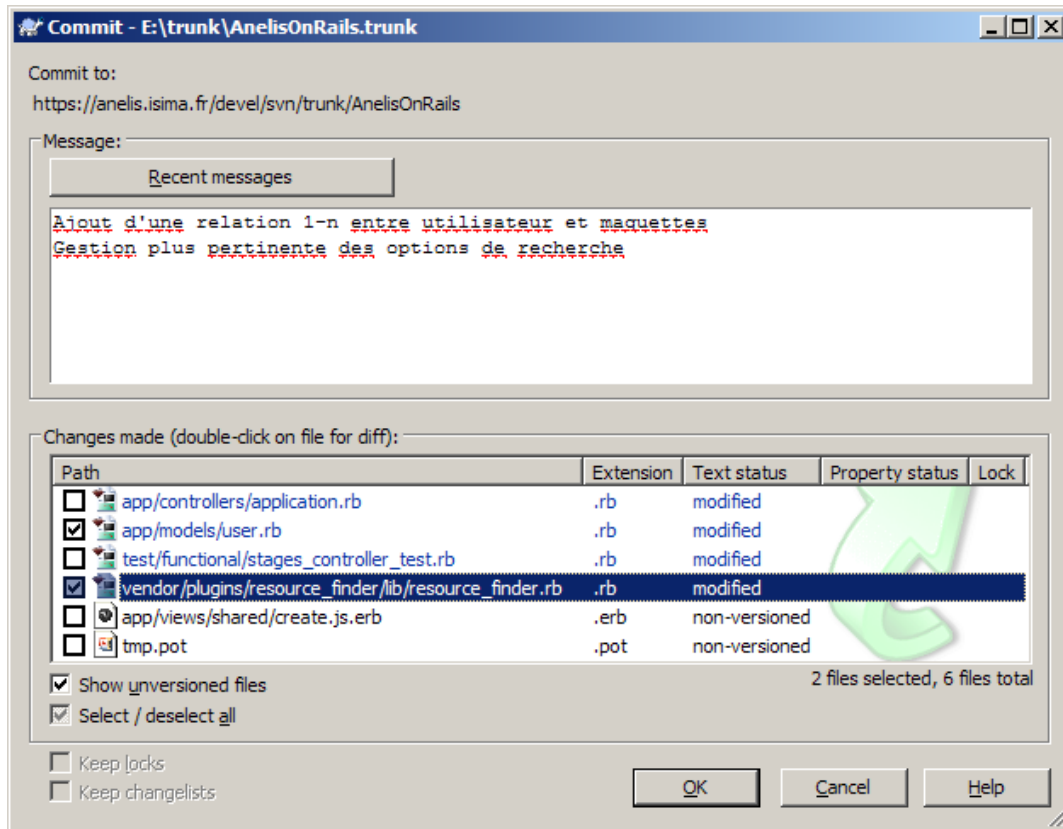 Commit - E:\trunk\AnelisOnRails.trunk
Commit to:
https://anelis.isima.fr/devel/svn/trunk/AnelisOnRails
Message:
Recent messages
Ajout d'une relation 1-n entre utilisateur et maquettes
Gestion plus pertinente des options de recherche
Changes made (double-click on file for diff):
Path Extension Text status Property status Lock
app/controllers/application.rb .rb modified
app/models/user.rb .rb modified
test/functional/stages_controller_test.rb .rb modified
vendor/plugins/resource_finder/lib/resource_finder.rb .rb modified
app/views/shared/create.js.erb .erb non-versioned
tmp.pot .pot non-versioned
Show unversioned files 2 files selected, 6 files total
Select / deselect all
Keep locks
Keep changelists
OK Cancel Help